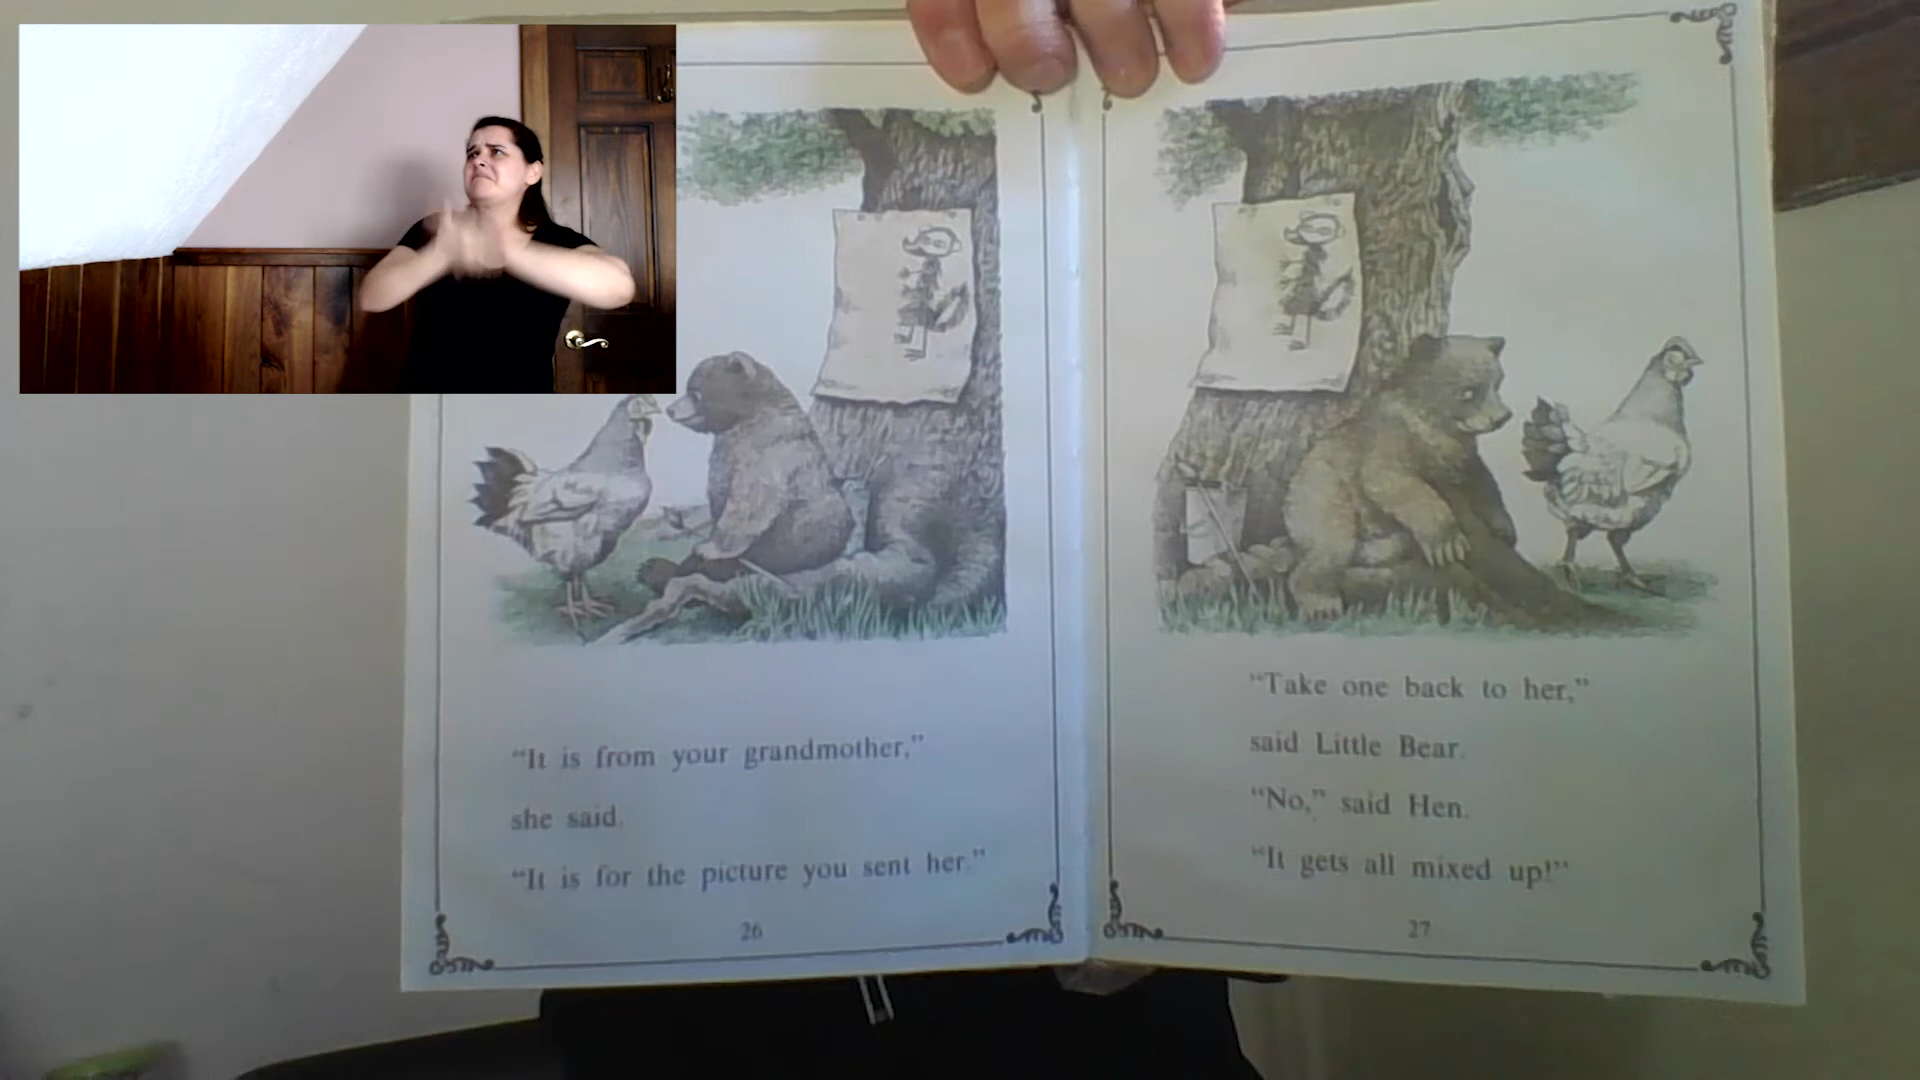 “It is from your grandmother,”
she said.
“It is for the picture you sent her.”
26
“Take one back to her,”
said Little Bear.
“No,” said Hen.
“It gets all mixed up!”
27